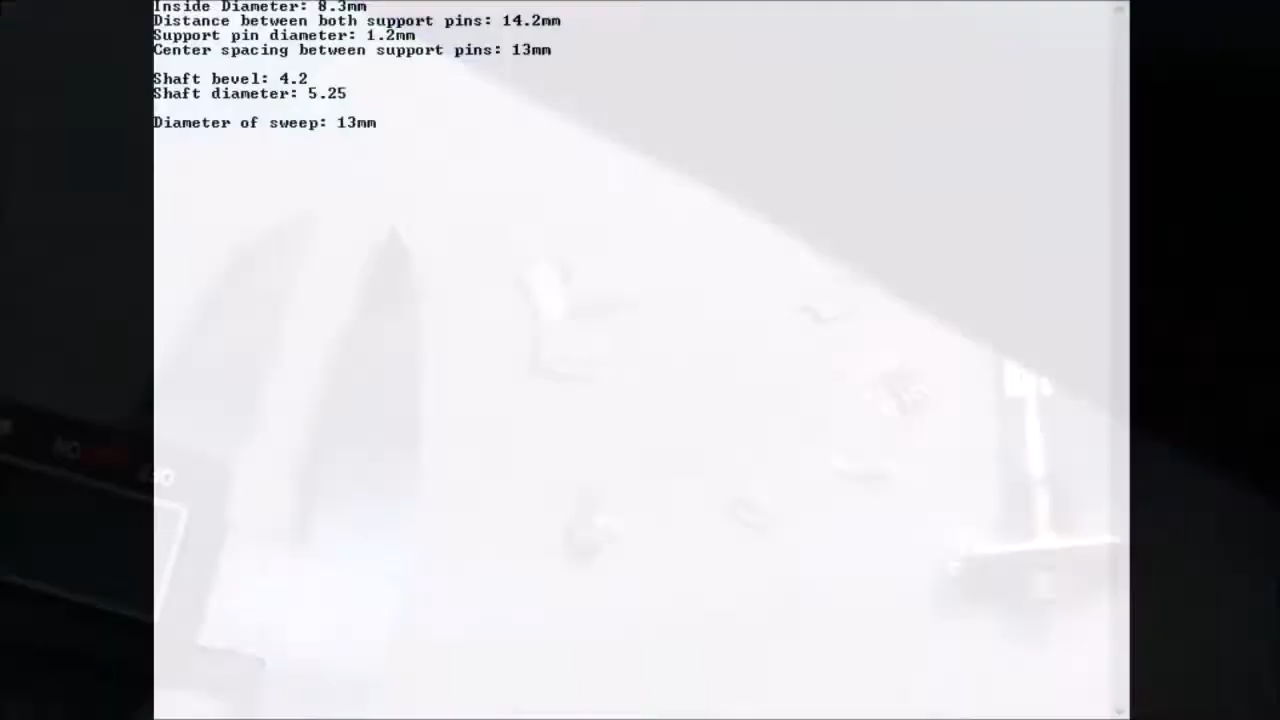 Inside Diameter: 8.3mm
Distance between both support pins: 14.2mm
Support pin diameter: 1.2mm
Center spacing between support pins: 13mm
Shaft bevel: 4.2
Shaft diameter: 5.25
Diameter of sweep: 13mm